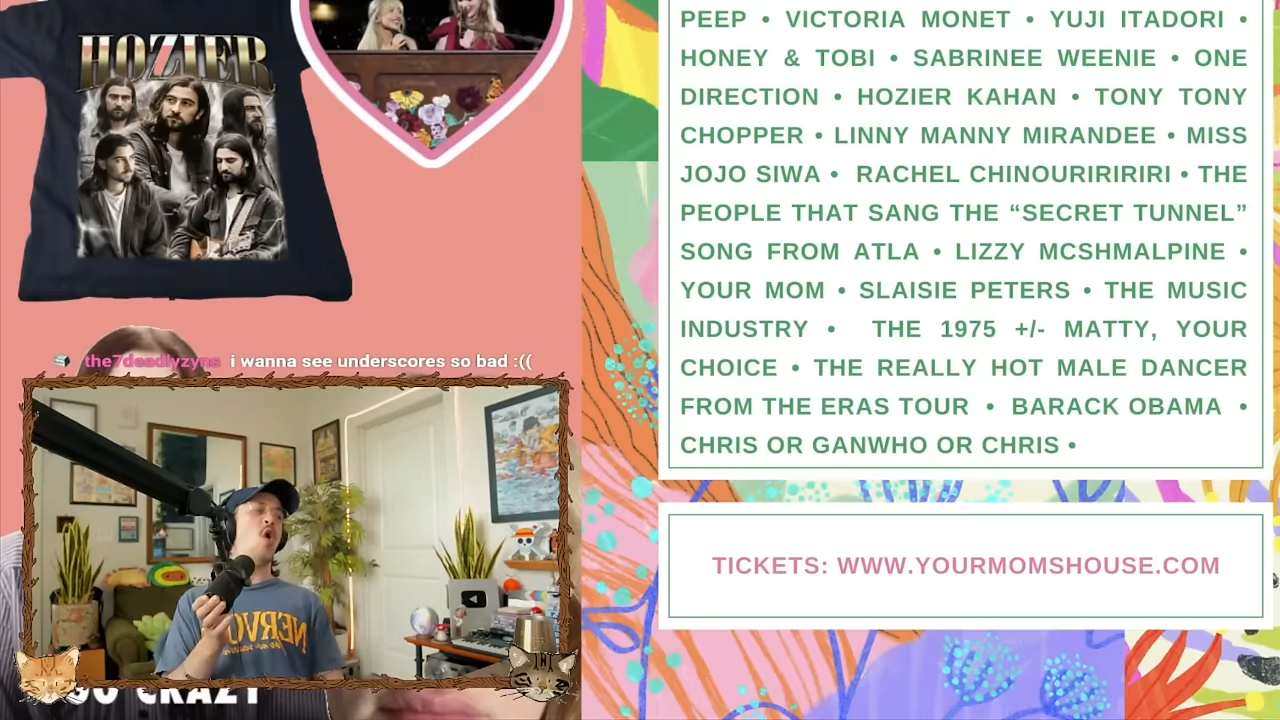 HOZIER
the7deadlyzyns i wanna see underscores so bad :((
GO CRAZY
PEEP • VICTORIA MONET • YUJI ITADORI •
HONEY & TOBI • SABRINEE WEENIE • ONE
DIRECTION • HOZIER KAHAN • TONY TONY
CHOPPER • LINNY MANNY MIRANDEE • MISS
JOJO SIWA • RACHEL CHINOURIRIRIRI • THE
PEOPLE THAT SANG THE “SECRET TUNNEL”
SONG FROM ATLA • LIZZY MCSHMALPINE •
YOUR MOM • SLAISIE PETERS • THE MUSIC
INDUSTRY • THE 1975 +/- MATTY, YOUR
CHOICE • THE REALLY HOT MALE DANCER
FROM THE ERAS TOUR • BARACK OBAMA •
CHRIS OR GANWHO OR CHRIS •
TICKETS: WWW.YOURMOMSHOUSE.COM